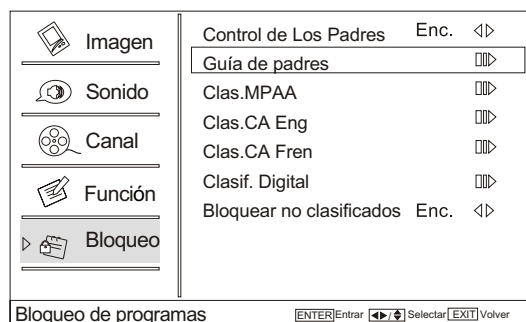 Imagen
Sonido
Canal
Función
Bloqueo
Control de Los Padres Enc.
Guía de padres
Clas.MPAA
Clas.CA Eng
Clas.CA Fren
Clasif. Digital
Bloquear no clasificados Enc.
Bloqueo de programas
ENTER Entrar Selectar EXIT Volver